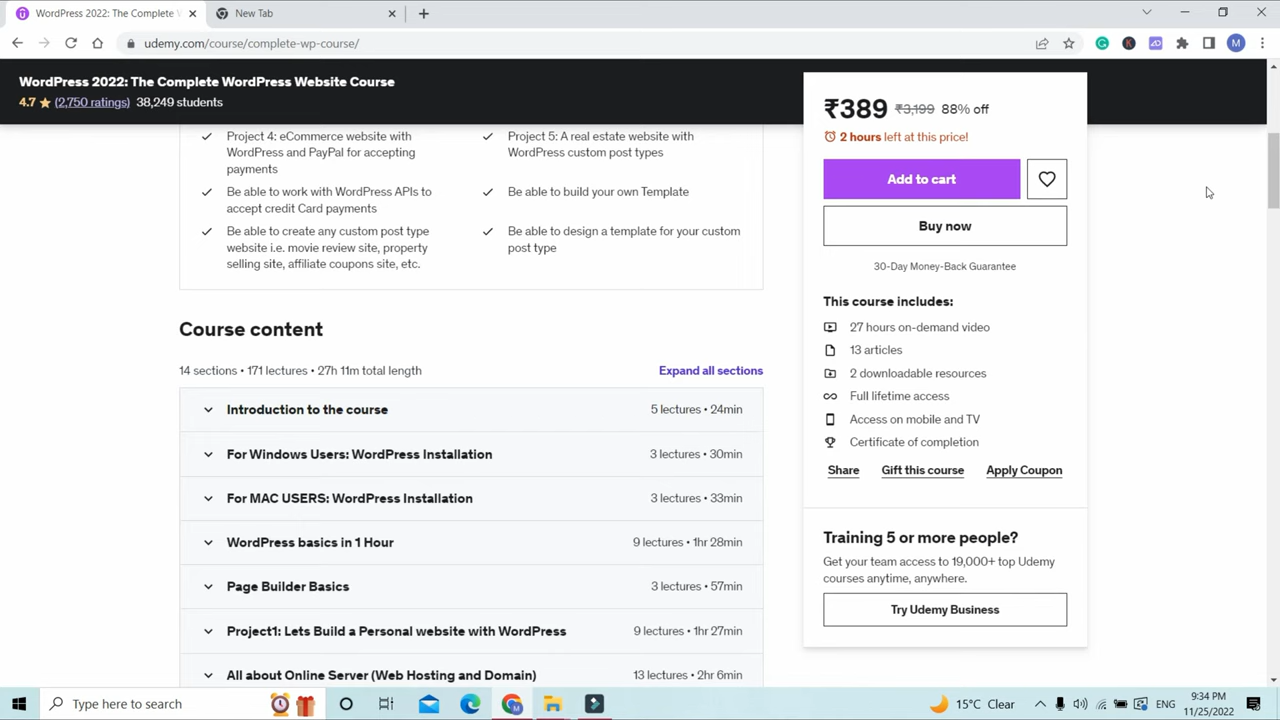 WordPress 2022: The Complete W
New Tab
udemy.com/course/complete-wp-course/
M
WordPress 2022: The Complete WordPress Website Course
4.7 ★ (2,750 ratings) 38,249 students
Project 4: eCommerce website with
WordPress and PayPal for accepting
payments
Project 5: A real estate website with
WordPress custom post types
Be able to work with WordPress APIs to
accept credit Card payments
Be able to build your own Template
Be able to create any custom post type
website i.e. movie review site, property
selling site, affiliate coupons site, etc.
Be able to design a template for your custom
post type
Course content
14 sections • 171 lectures • 27h 11m total length
Expand all sections
Introduction to the course 5 lectures • 24min
For Windows Users: WordPress Installation 3 lectures • 30min
For MAC USERS: WordPress Installation 3 lectures • 33min
WordPress basics in 1 Hour 9 lectures • 1hr 28min
Page Builder Basics 3 lectures • 57min
Project1: Lets Build a Personal website with WordPress 9 lectures • 1hr 27min
All about Online Server (Web Hosting and Domain) 13 lectures • 2hr 6min
₹389 ₹3,199 88% off
2 hours left at this price!
Add to cart
Buy now
30-Day Money-Back Guarantee
This course includes:
27 hours on-demand video
13 articles
2 downloadable resources
Full lifetime access
Access on mobile and TV
Certificate of completion
Share Gift this course Apply Coupon
Training 5 or more people?
Get your team access to 19,000+ top Udemy
courses anytime, anywhere.
Try Udemy Business
Type here to search
15°C Clear
ENG
9:34 PM
11/25/2022